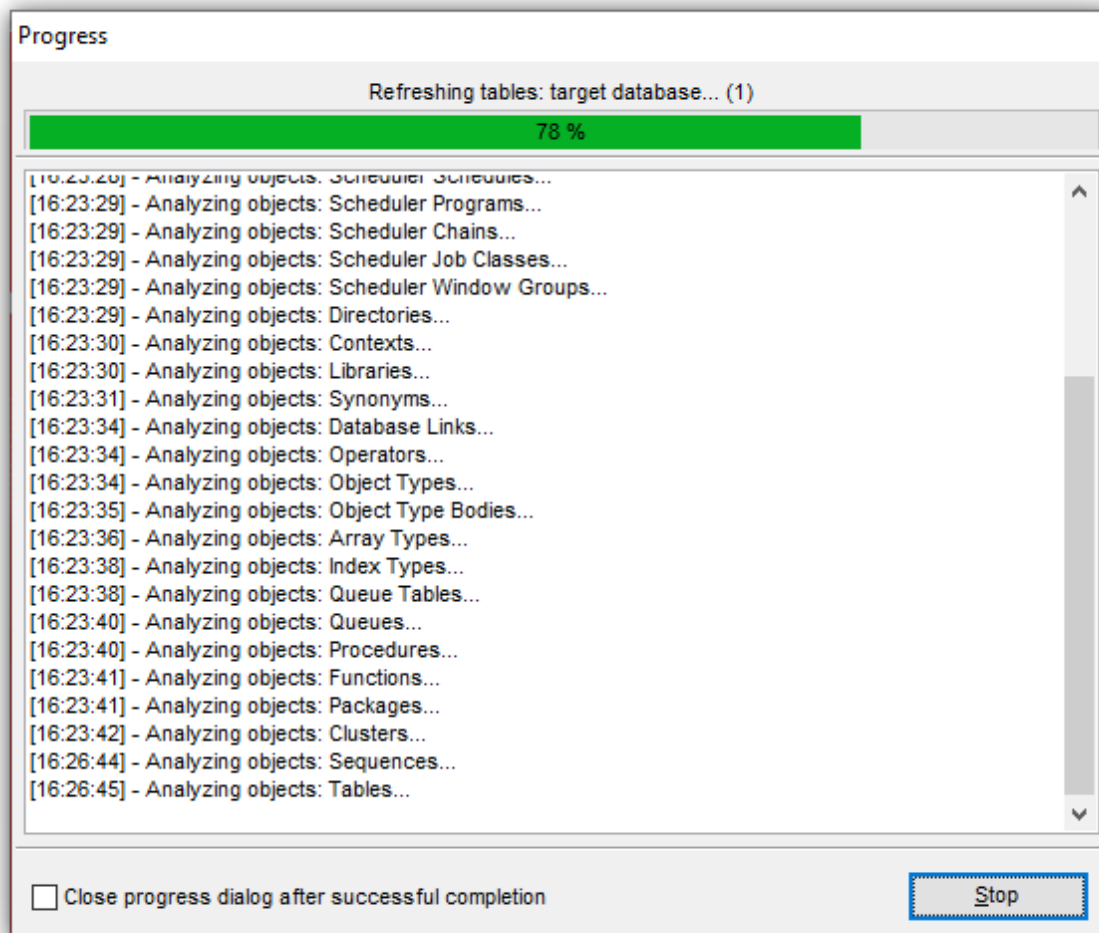 Progress
Refreshing tables: target database... (1)
78 %
[16:23:28] - Analyzing objects: Scheduler Schedules...
[16:23:29] - Analyzing objects: Scheduler Programs...
[16:23:29] - Analyzing objects: Scheduler Chains...
[16:23:29] - Analyzing objects: Scheduler Job Classes...
[16:23:29] - Analyzing objects: Scheduler Window Groups...
[16:23:29] - Analyzing objects: Directories...
[16:23:30] - Analyzing objects: Contexts...
[16:23:30] - Analyzing objects: Libraries...
[16:23:31] - Analyzing objects: Synonyms...
[16:23:34] - Analyzing objects: Database Links...
[16:23:34] - Analyzing objects: Operators...
[16:23:34] - Analyzing objects: Object Types...
[16:23:35] - Analyzing objects: Object Type Bodies...
[16:23:36] - Analyzing objects: Array Types...
[16:23:38] - Analyzing objects: Index Types...
[16:23:38] - Analyzing objects: Queue Tables...
[16:23:40] - Analyzing objects: Queues...
[16:23:40] - Analyzing objects: Procedures...
[16:23:41] - Analyzing objects: Functions...
[16:23:41] - Analyzing objects: Packages...
[16:23:42] - Analyzing objects: Clusters...
[16:26:44] - Analyzing objects: Sequences...
[16:26:45] - Analyzing objects: Tables...
Close progress dialog after successful completion
Stop